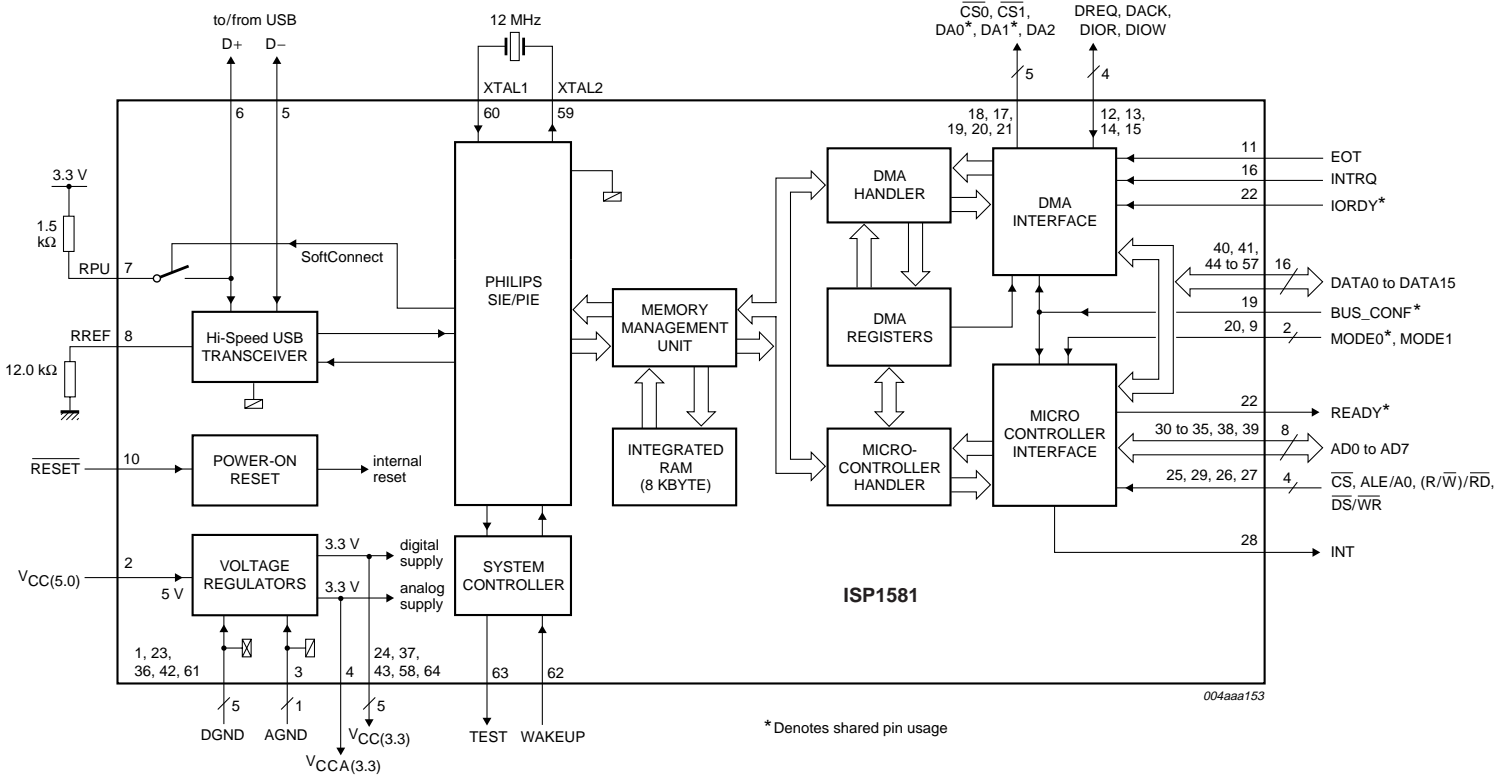 to/from USB
D+ D−
12 MHz
XTAL1 XTAL2
C̅S̅0̅, C̅S̅1̅,
DA0*, DA1*, DA2
DREQ, DACK,
DIOR, DIOW
5
4
6
5
60
59
18, 17,
19, 20, 21
12, 13,
14, 15
3.3 V
1.5
kΩ
RPU
7
SoftConnect
RREF
8
12.0 kΩ
Hi-Speed USB
TRANSCEIVER
PHILIPS
SIE/PIE
MEMORY
MANAGEMENT
UNIT
INTEGRATED
RAM
(8 KBYTE)
DMA
HANDLER
DMA
REGISTERS
MICRO-
CONTROLLER
HANDLER
DMA
INTERFACE
MICRO
CONTROLLER
INTERFACE
11
EOT
16
INTRQ
22
IORDY*
40, 41,
44 to 57
16
DATA0 to DATA15
19
BUS_CONF*
20, 9
2
MODE0*, MODE1
22
READY*
30 to 35, 38, 39
8
AD0 to AD7
25, 29, 26, 27
4
C̅S̅, ALE/A0, (R/W̅)/R̅D̅,
D̅S̅/W̅R̅
28
INT
R̅E̅S̅E̅T̅
10
POWER-ON
RESET
internal
reset
VCC(5.0)
2
5 V
VOLTAGE
REGULATORS
3.3 V
digital
supply
3.3 V
analog
supply
SYSTEM
CONTROLLER
ISP1581
1, 23,
36, 42, 61
3
4
24, 37,
43, 58, 64
63
62
5
1
5
DGND
AGND
VCC(3.3)
VCCA(3.3)
TEST
WAKEUP
004aaa153
* Denotes shared pin usage